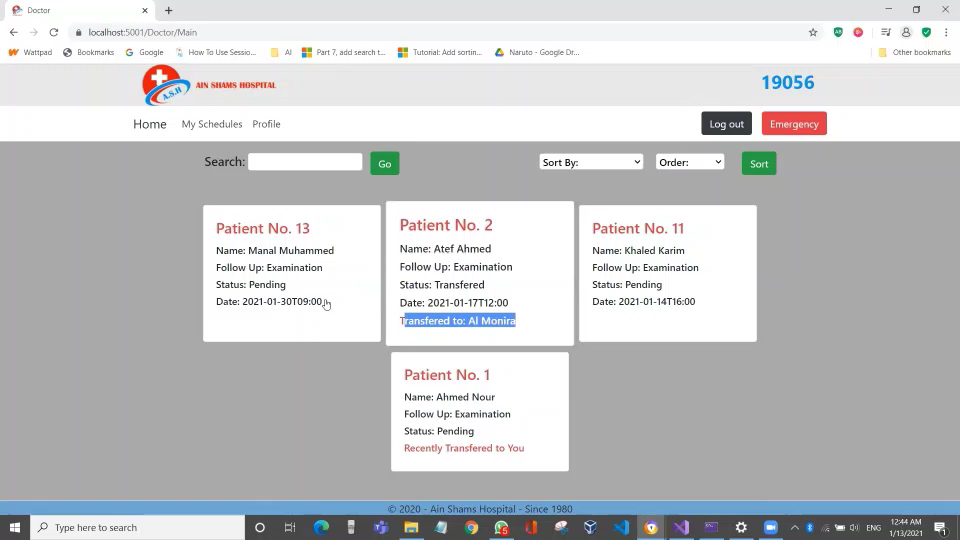 Doctor
localhost:5001/Doctor/Main
Wattpad
Bookmarks
Google
How To Use Sessio...
AI
Part 7, add search t...
Tutorial: Add sortin...
Naruto - Google Dr...
Other bookmarks
A.S.H
AIN SHAMS HOSPITAL
19056
Home
My Schedules
Profile
Log out
Emergency
Search:
Go
Sort By:
Order:
Sort
Patient No. 13
Name: Manal Muhammed
Follow Up: Examination
Status: Pending
Date: 2021-01-30T09:00
Patient No. 2
Name: Atef Ahmed
Follow Up: Examination
Status: Transfered
Date: 2021-01-17T12:00
Transfered to: Al Monira
Patient No. 11
Name: Khaled Karim
Follow Up: Examination
Status: Pending
Date: 2021-01-14T16:00
Patient No. 1
Name: Ahmed Nour
Follow Up: Examination
Status: Pending
Recently Transfered to You
© 2020 - Ain Shams Hospital - Since 1980
Type here to search
ENG
12:44 AM
1/13/2021